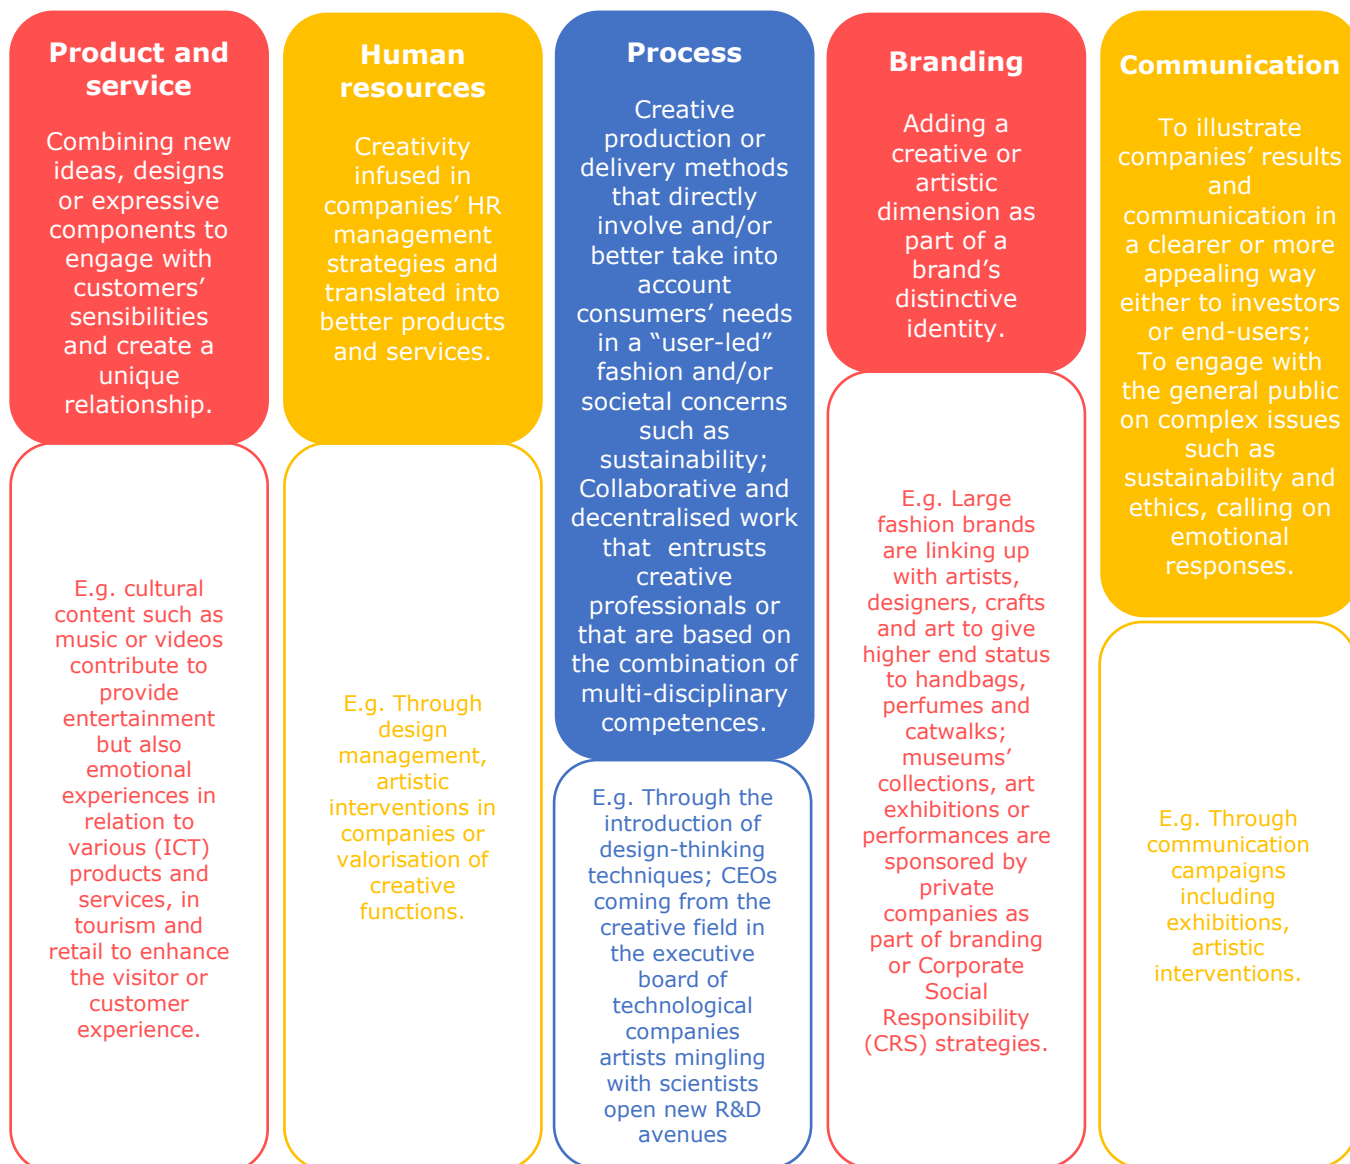 Product and
service
Combining new
ideas, designs
or expressive
components to
engage with
customers’
sensibilities
and create a
unique
relationship.
E.g. cultural
content such as
music or videos
contribute to
provide
entertainment
but also
emotional
experiences in
relation to
various (ICT)
products and
services, in
tourism and
retail to enhance
the visitor or
customer
experience.
Human
resources
Creativity
infused in
companies’ HR
management
strategies and
translated into
better products
and services.
E.g. Through
design
management,
artistic
interventions in
companies or
valorisation of
creative
functions.
Process
Creative
production or
delivery methods
that directly
involve and/or
better take into
account
consumers’ needs
in a “user-led”
fashion and/or
societal concerns
such as
sustainability;
Collaborative and
decentralised work
that entrusts
creative
professionals or
that are based on
the combination of
multi-disciplinary
competences.
E.g. Through the
introduction of
design-thinking
techniques; CEOs
coming from the
creative field in
the executive
board of
technological
companies
artists mingling
with scientists
open new R&D
avenues
Branding
Adding a
creative or
artistic
dimension as
part of a
brand’s
distinctive
identity.
E.g. Large
fashion brands
are linking up
with artists,
designers, crafts
and art to give
higher end status
to handbags,
perfumes and
catwalks;
museums’
collections, art
exhibitions or
performances are
sponsored by
private
companies as
part of branding
or Corporate
Social
Responsibility
(CRS) strategies.
Communication
To illustrate
companies’ results
and
communication in
a clearer or more
appealing way
either to investors
or end-users;
To engage with
the general public
on complex issues
such as
sustainability and
ethics, calling on
emotional
responses.
E.g. Through
communication
campaigns
including
exhibitions,
artistic
interventions.